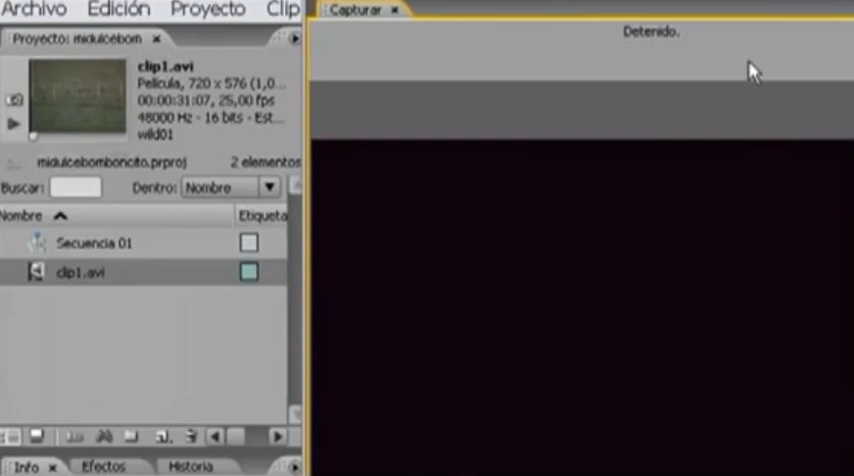 Archivo Edición Proyecto Clip
Capturar
Proyecto: midulcebom
Detenido.
clip1.avi
Película, 720 x 576 (1,0...
00:00:31:07, 25,00 fps
48000 Hz - 16 bits - Est...
wild01
midulcebomboncito.prproj 2 elementos
Buscar: Dentro: Nombre
Nombre Etiqueta
Secuencia 01
clip1.avi
Info Efectos Historia